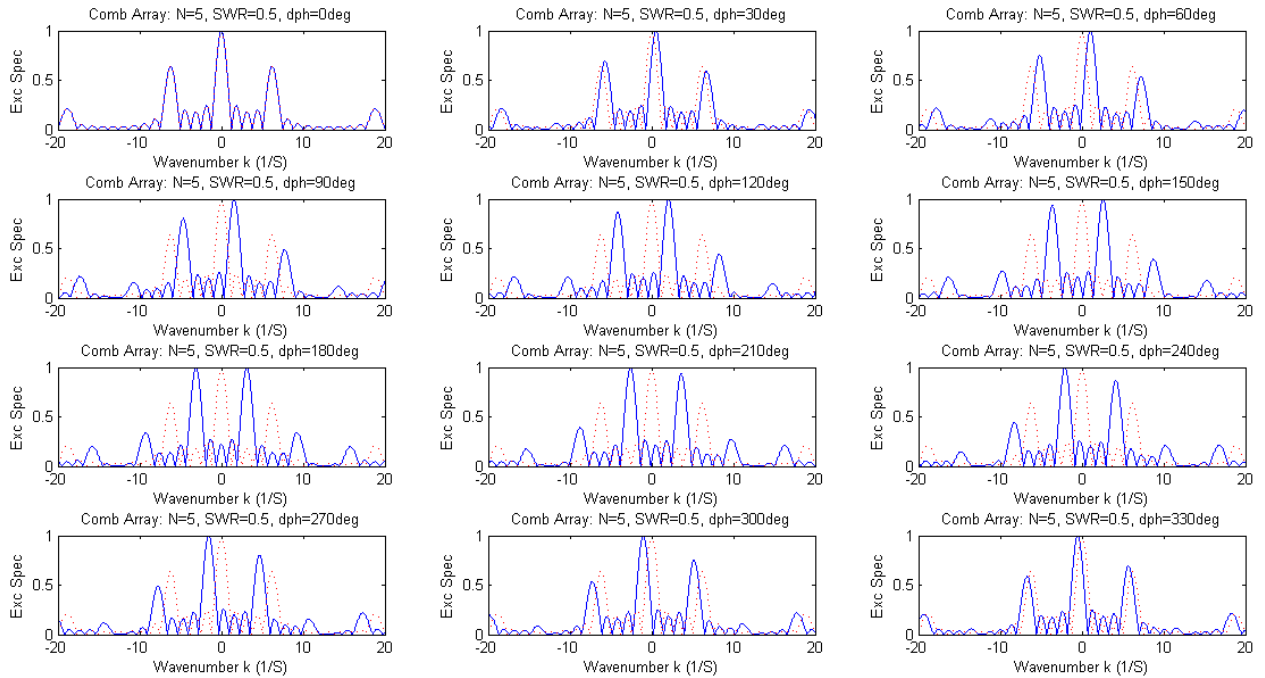 Comb Array: N=5, SWR=0.5, dph=0deg
Exc Spec
1
0.5
0
-20 -10 0 10 20
Wavenumber k (1/S)
Comb Array: N=5, SWR=0.5, dph=30deg
Exc Spec
1
0.5
0
-20 -10 0 10 20
Wavenumber k (1/S)
Comb Array: N=5, SWR=0.5, dph=60deg
Exc Spec
1
0.5
0
-20 -10 0 10 20
Wavenumber k (1/S)
Comb Array: N=5, SWR=0.5, dph=90deg
Exc Spec
1
0.5
0
-20 -10 0 10 20
Wavenumber k (1/S)
Comb Array: N=5, SWR=0.5, dph=120deg
Exc Spec
1
0.5
0
-20 -10 0 10 20
Wavenumber k (1/S)
Comb Array: N=5, SWR=0.5, dph=150deg
Exc Spec
1
0.5
0
-20 -10 0 10 20
Wavenumber k (1/S)
Comb Array: N=5, SWR=0.5, dph=180deg
Exc Spec
1
0.5
0
-20 -10 0 10 20
Wavenumber k (1/S)
Comb Array: N=5, SWR=0.5, dph=210deg
Exc Spec
1
0.5
0
-20 -10 0 10 20
Wavenumber k (1/S)
Comb Array: N=5, SWR=0.5, dph=240deg
Exc Spec
1
0.5
0
-20 -10 0 10 20
Wavenumber k (1/S)
Comb Array: N=5, SWR=0.5, dph=270deg
Exc Spec
1
0.5
0
-20 -10 0 10 20
Wavenumber k (1/S)
Comb Array: N=5, SWR=0.5, dph=300deg
Exc Spec
1
0.5
0
-20 -10 0 10 20
Wavenumber k (1/S)
Comb Array: N=5, SWR=0.5, dph=330deg
Exc Spec
1
0.5
0
-20 -10 0 10 20
Wavenumber k (1/S)